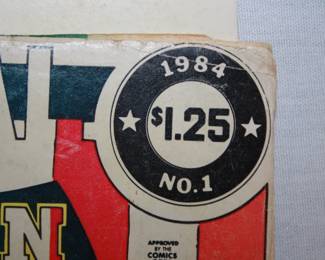 1984
$1.25
NO. 1
N
APPROVED
BY THE
COMICS